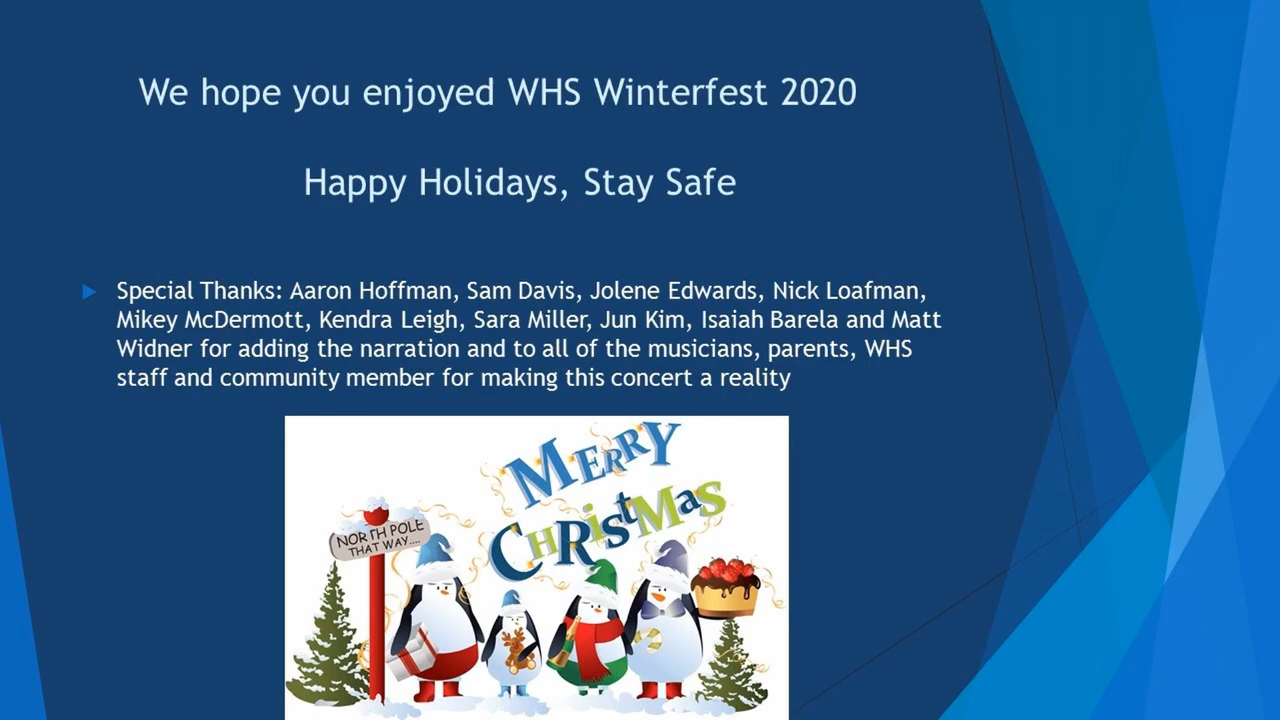 We hope you enjoyed WHS Winterfest 2020
Happy Holidays, Stay Safe
Special Thanks: Aaron Hoffman, Sam Davis, Jolene Edwards, Nick Loafman,
Mikey McDermott, Kendra Leigh, Sara Miller, Jun Kim, Isaiah Barela and Matt
Widner for adding the narration and to all of the musicians, parents, WHS
staff and community member for making this concert a reality
MERRY
CHRiStMas
NORTH POLE
THAT WAY....